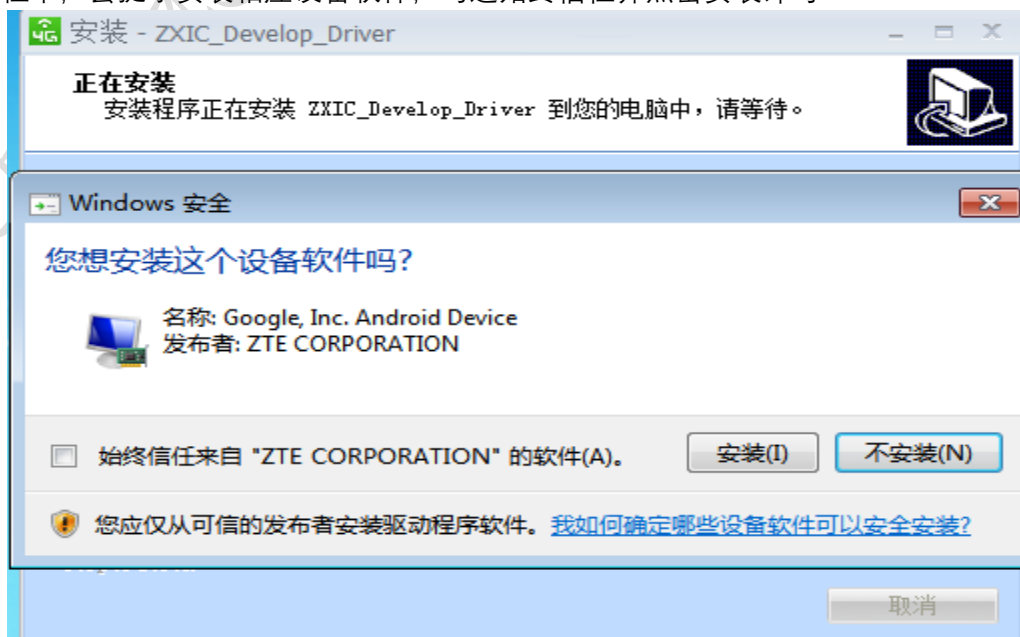 4G 安装 - ZXIC_Develop_Driver
正在安装
安装程序正在安装 ZXIC_Develop_Driver 到您的电脑中，请等待。
Windows 安全
您想安装这个设备软件吗?
名称: Google, Inc. Android Device
发布者: ZTE CORPORATION
始终信任来自 "ZTE CORPORATION" 的软件(A)。
安装(I)
不安装(N)
您应仅从可信的发布者安装驱动程序软件。我如何确定哪些设备软件可以安全安装?
取消